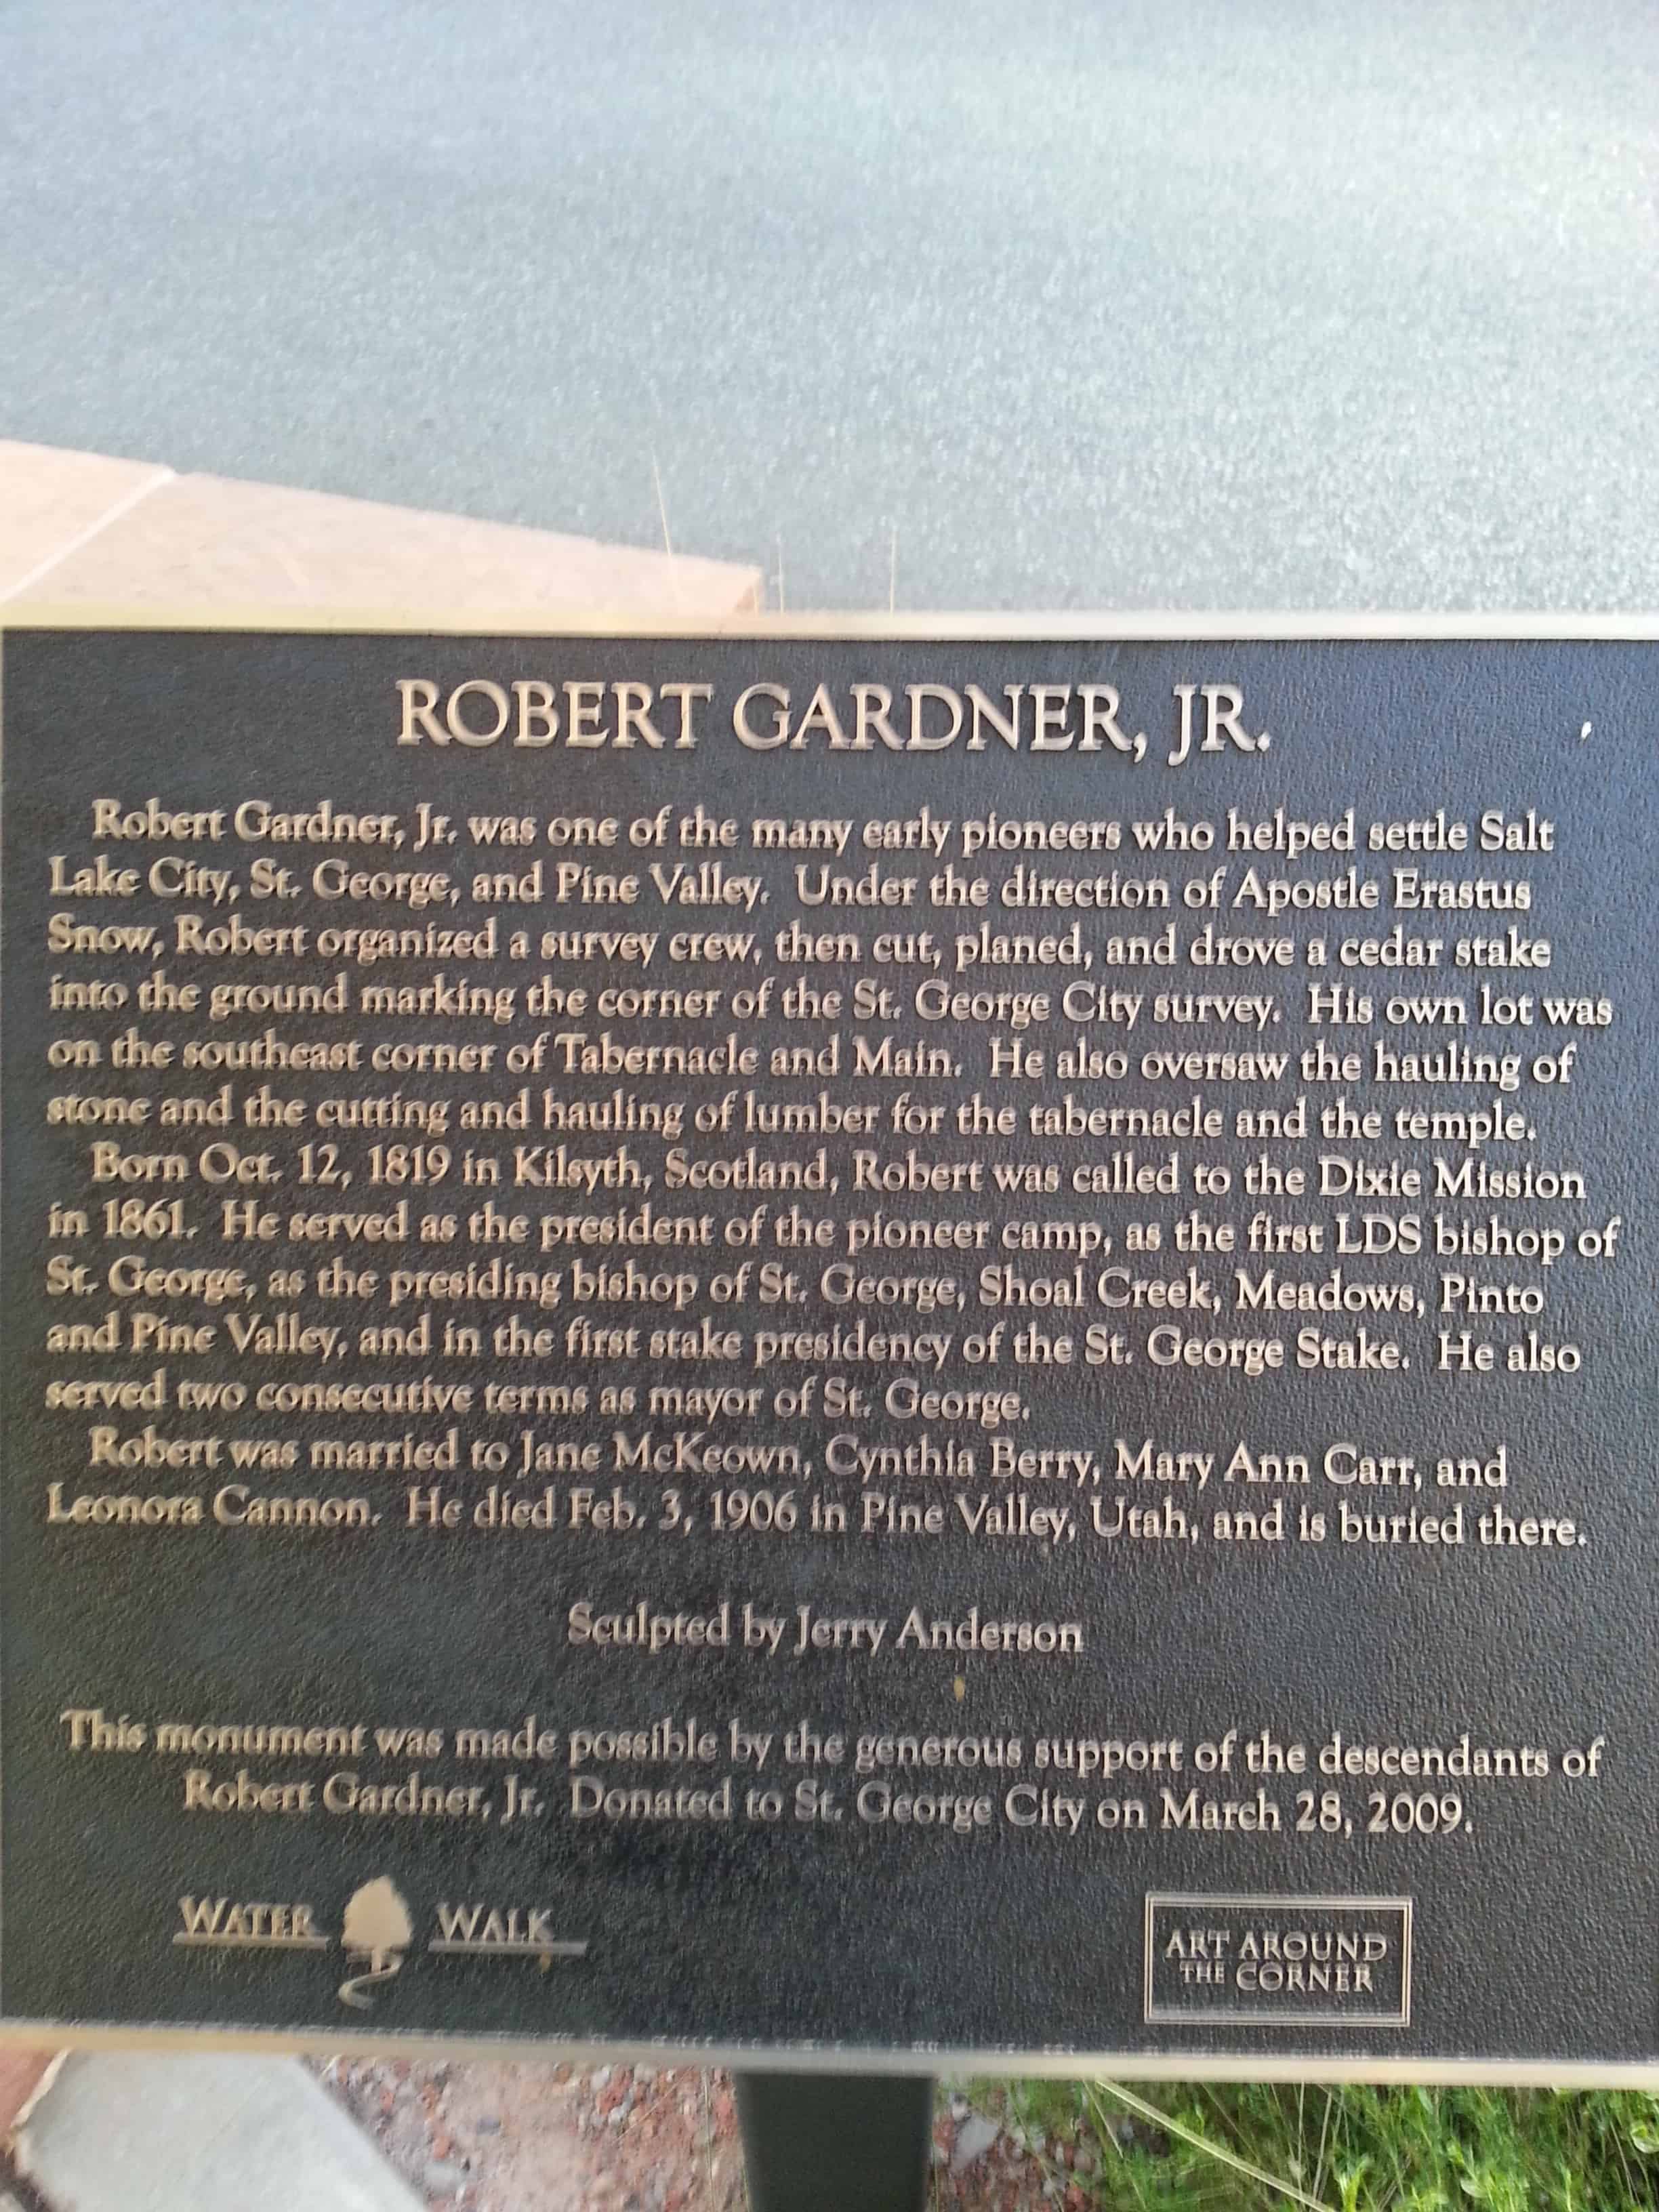 ROBERT GARDNER, JR.
Robert Gardner, Jr. was one of the many early pioneers who helped settle Salt
Lake City, St. George, and Pine Valley. Under the direction of Apostle Erastus
Snow, Robert organized a survey crew, then cut, planed, and drove a cedar stake
into the ground marking the corner of the St. George City survey. His own lot was
on the southeast corner of Tabernacle and Main. He also oversaw the hauling of
stone and the cutting and hauling of lumber for the tabernacle and the temple.
Born Oct. 12, 1819 in Kilsyth, Scotland, Robert was called to the Dixie Mission
in 1861. He served as the president of the pioneer camp, as the first LDS bishop of
St. George, as the presiding bishop of St. George, Shoal Creek, Meadows, Pinto
and Pine Valley, and in the first stake presidency of the St. George Stake. He also
served two consecutive terms as mayor of St. George.
Robert was married to Jane McKeown, Cynthia Berry, Mary Ann Carr, and
Leonora Cannon. He died Feb. 3, 1906 in Pine Valley, Utah, and is buried there.
Sculpted by Jerry Anderson
This monument was made possible by the generous support of the descendants of
Robert Gardner, Jr. Donated to St. George City on March 28, 2009.
WATER WALK
ART AROUND
THE CORNER